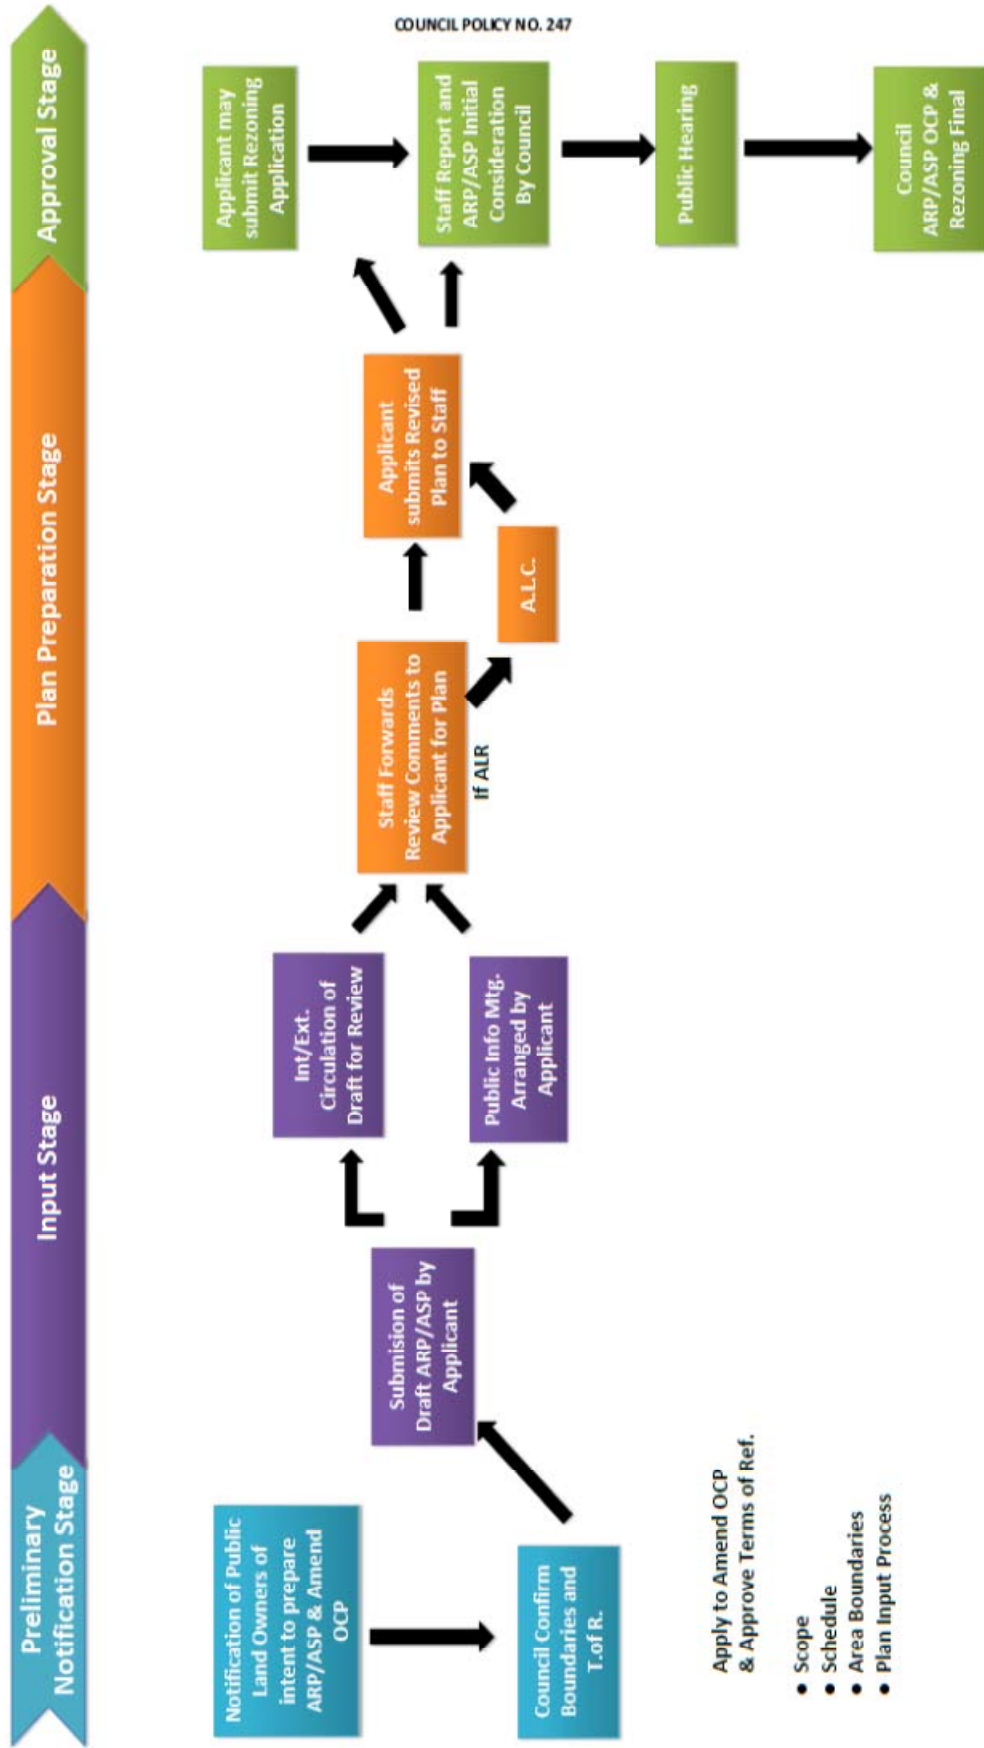 COUNCIL POLICY NO. 247
Preliminary
Notification Stage
Input Stage
Plan Preparation Stage
Approval Stage
Notification of Public
Land Owners of
intent to prepare
ARP/ASP & Amend
OCP
Council Confirm
Boundaries and
T.of R.
Apply to Amend OCP
& Approve Terms of Ref.
• Scope
• Schedule
• Area Boundaries
• Plan Input Process
Submision of
Draft ARP/ASP by
Applicant
Int/Ext.
Circulation of
Draft for Review
Public Info Mtg.
Arranged by
Applicant
Staff Forwards
Review Comments to
Applicant for Plan
If ALR
A.L.C.
Applicant
submits Revised
Plan to Staff
Applicant may
submit Rezoning
Application
Staff Report and
ARP/ASP Initial
Consideration
By Council
Public Hearing
Council
ARP/ASP OCP &
Rezoning Final